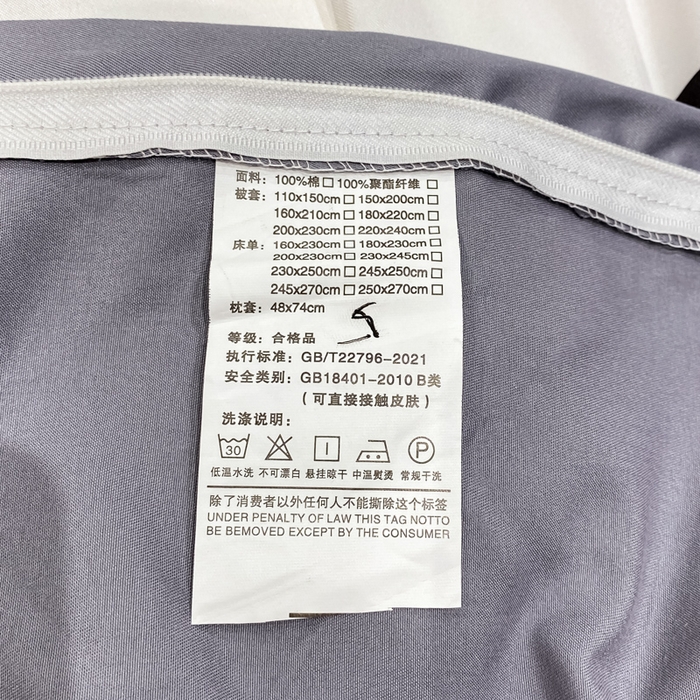 面料: 100%棉□ 100%聚酯纤维 □
被套: 110x150cm□ 150x200cm□
160x210cm□ 180x220cm□
200x230cm□ 220x240cm□
床单: 160x230cm□ 180x230cm□
200x230cm□ 230x245cm□
230x250cm□ 245x250cm□
245x270cm□ 250x270cm□
枕套: 48x74cm
5
等级: 合格品
执行标准: GB/T22796-2021
安全类别: GB18401-2010 B类
(可直接接触皮肤)
洗涤说明:
30 P
低温水洗 不可漂白 悬挂晾干 中温熨烫 常规干洗
除了消费者以外任何人不能撕除这个标签
UNDER PENALTY OF LAW THIS TAG NOTTO
BE BEMOVED EXCEPT BY THE CONSUMER